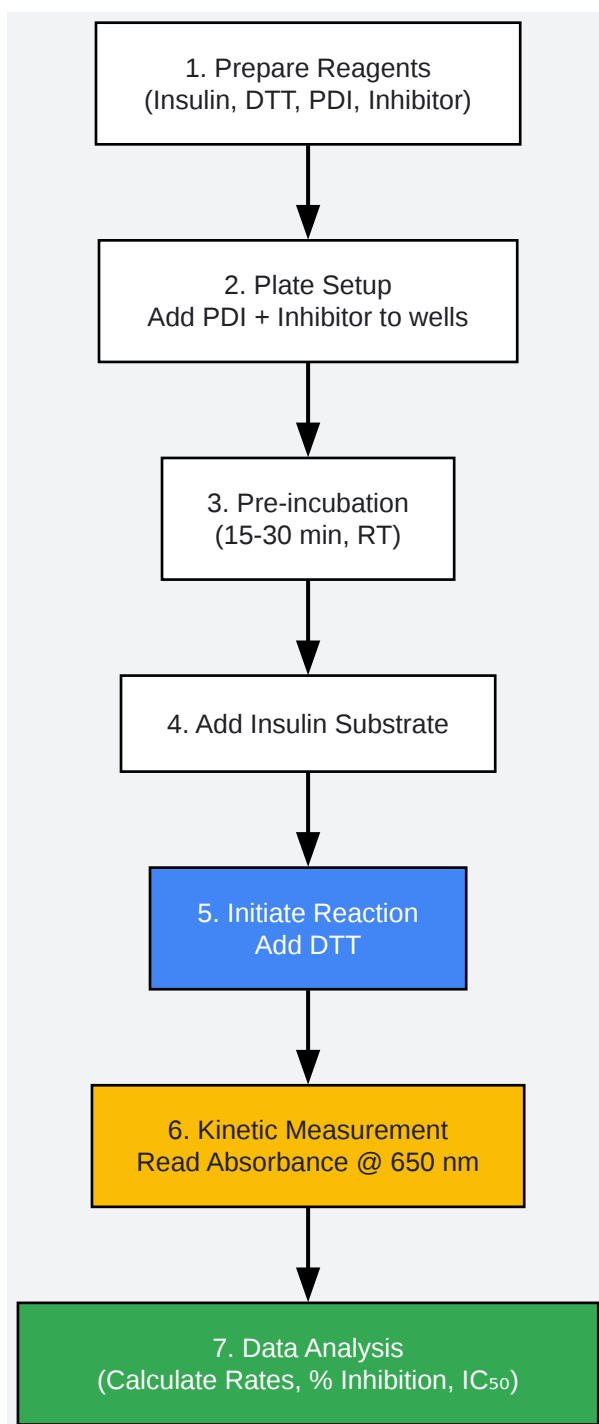 1. Prepare Reagents
(Insulin, DTT, PDI, Inhibitor)
2. Plate Setup
Add PDI + Inhibitor to wells
3. Pre-incubation
(15-30 min, RT)
4. Add Insulin Substrate
5. Initiate Reaction
Add DTT
6. Kinetic Measurement
Read Absorbance @ 650 nm
7. Data Analysis
(Calculate Rates, % Inhibition, IC₅₀)